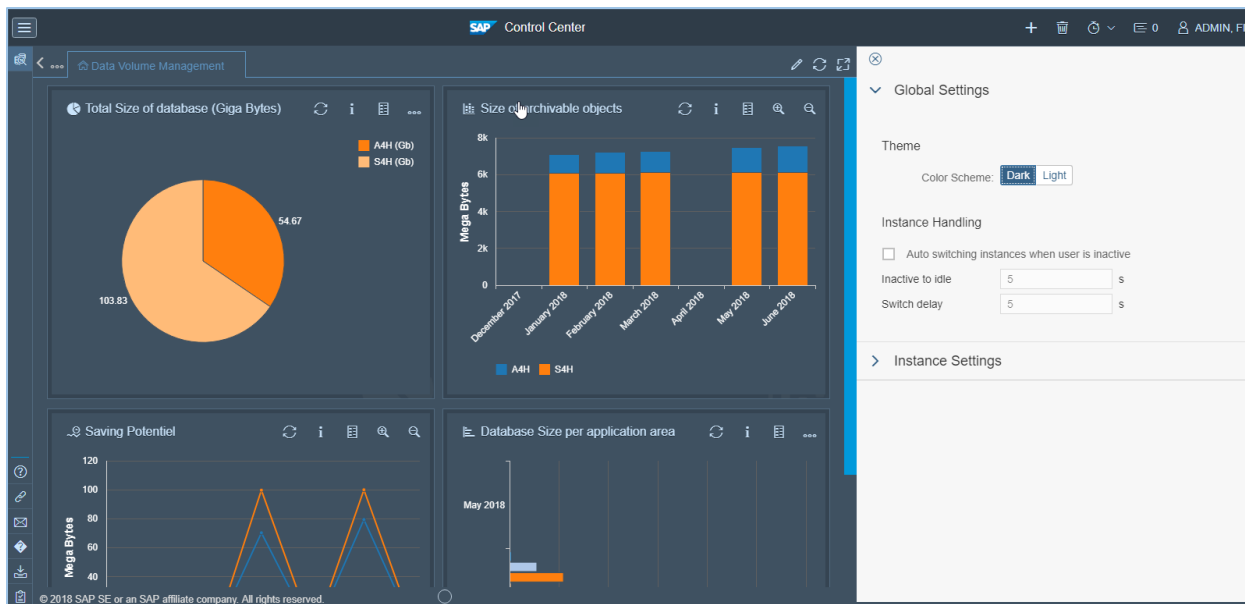 SAP Control Center
0
ADMIN, FI
Data Volume Management
Total Size of database (Giga Bytes)
A4H (Gb)
S4H (Gb)
54.67
103.83
Size of archivable objects
8k
6k
4k
2k
0
Mega Bytes
December 2017
January 2018
February 2018
March 2018
April 2018
May 2018
June 2018
A4H S4H
Saving Potentiel
120
100
80
60
40
Mega Bytes
Database Size per application area
May 2018
© 2018 SAP SE or an SAP affiliate company. All rights reserved.
Global Settings
Theme
Color Scheme: Dark Light
Instance Handling
Auto switching instances when user is inactive
Inactive to idle 5 s
Switch delay 5 s
Instance Settings